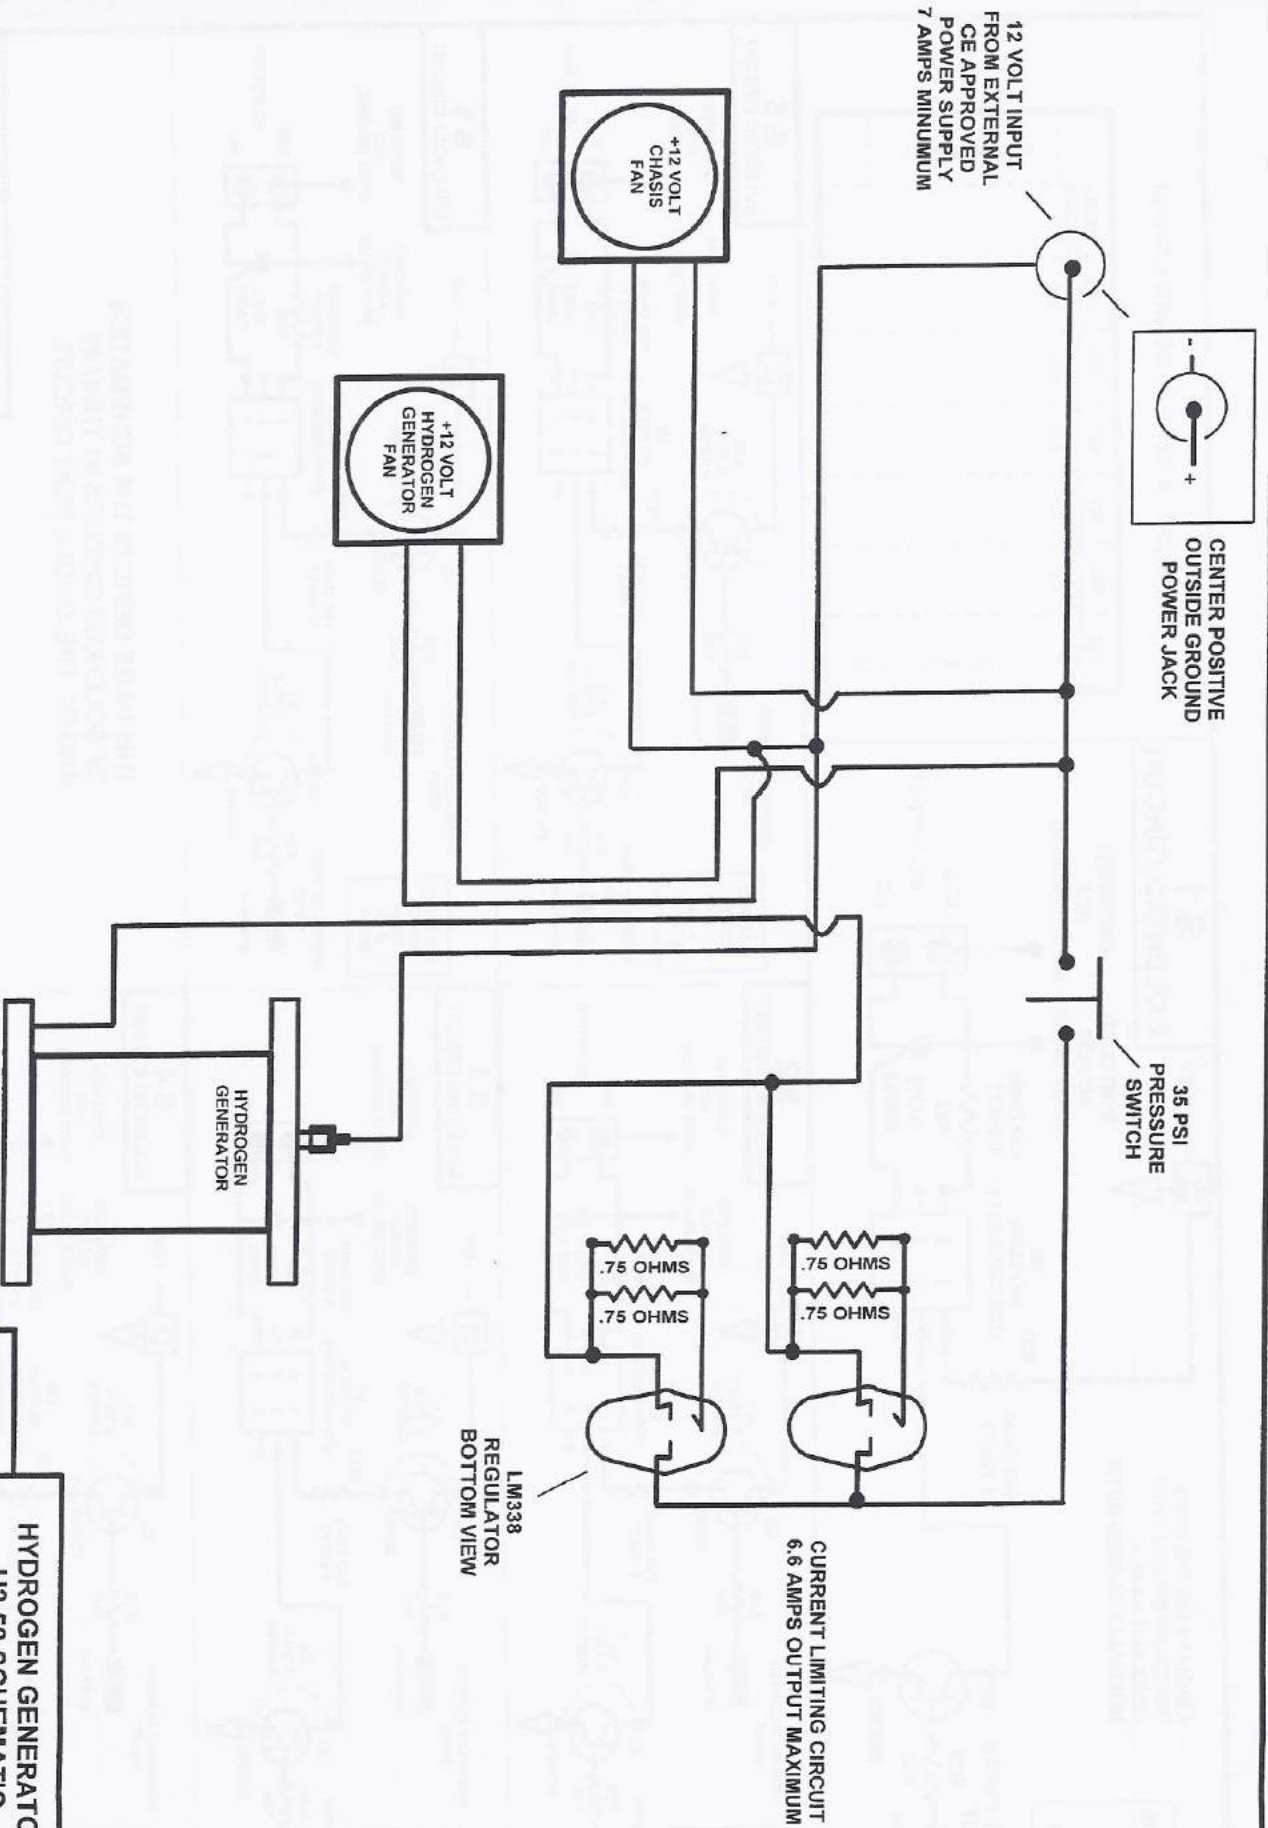 12 VOLT INPUT
FROM EXTERNAL
CE APPROVED
POWER SUPPLY
7 AMPS MINUMUM
-
+
CENTER POSITIVE
OUTSIDE GROUND
POWER JACK
+12 VOLT
CHASIS
FAN
+12 VOLT
HYDROGEN
GENERATOR
FAN
35 PSI
PRESSURE
SWITCH
HYDROGEN
GENERATOR
.75 OHMS
.75 OHMS
.75 OHMS
.75 OHMS
LM338
REGULATOR
BOTTOM VIEW
CURRENT LIMITING CIRCUIT
6.6 AMPS OUTPUT MAXIMUM
HYDROGEN GENERATO